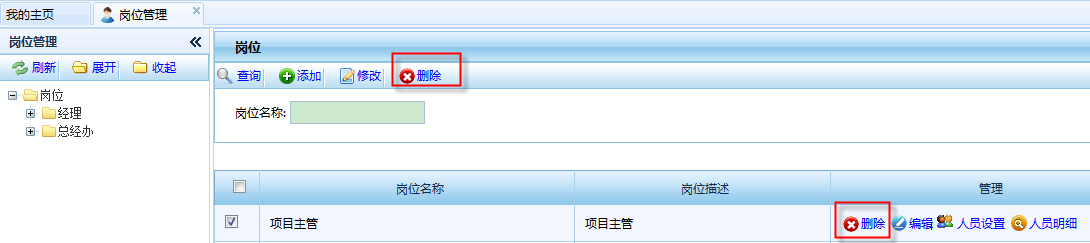 我的主页 岗位管理
岗位管理
刷新 展开 收起
岗位
经理
总经办
岗位
查询 添加 修改 删除
岗位名称:
岗位名称 岗位描述 管理
项目主管 项目主管 删除 编辑 人员设置 人员明细